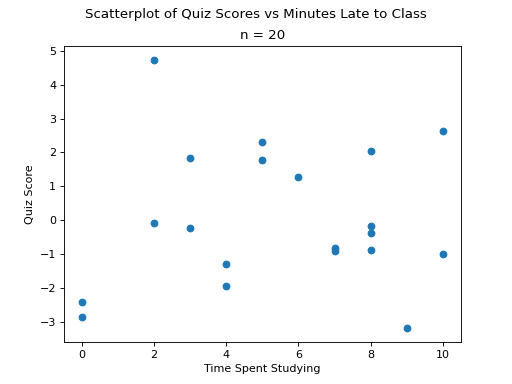 Scatterplot of Quiz Scores vs Minutes Late to Class
n = 20
5
4
3
2
1
0
−1
−2
−3
Quiz Score
0 2 4 6 8 10
Time Spent Studying